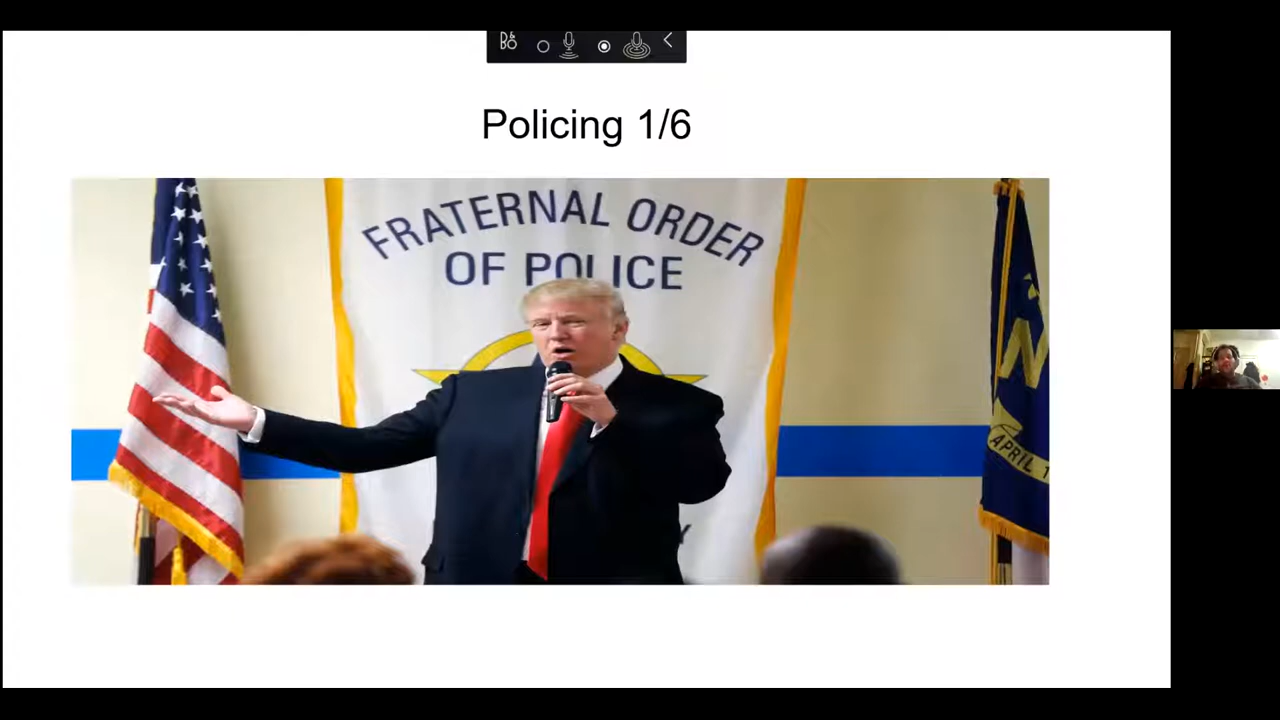 B&O
Policing 1/6
FRATERNAL ORDER
OF POLICE
N
APRIL 1
Y